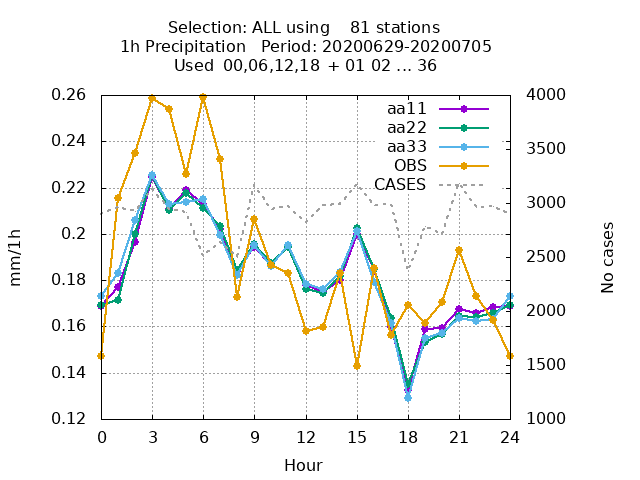 Selection: ALL using    81 stations
1h Precipitation   Period: 20200629-20200705
Used 00,06,12,18 + 01 02 ... 36
0.26
0.24
0.22
0.2
0.18
0.16
0.14
0.12
4000
3500
3000
2500
2000
1500
1000
aa11
aa22
aa33
OBS
CASES
mm/1h
No cases
0 3 6 9 12 15 18 21 24
Hour